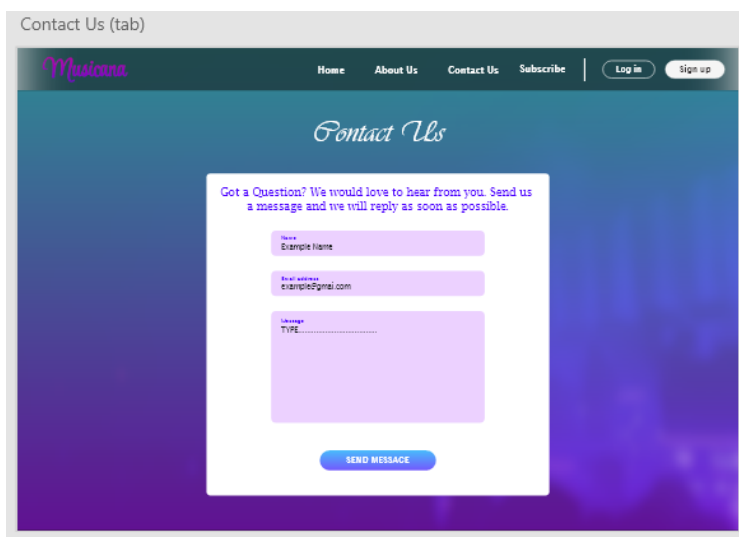 Contact Us (tab)
Musicana
Home About Us Contact Us Subscribe Log in Sign up
Contact Us
Got a Question? We would love to hear from you. Send us
a message and we will reply as soon as possible.
Name
Example Name
Email address
example@gmai.com
Message
TYPE........................................
SEND MESSAGE